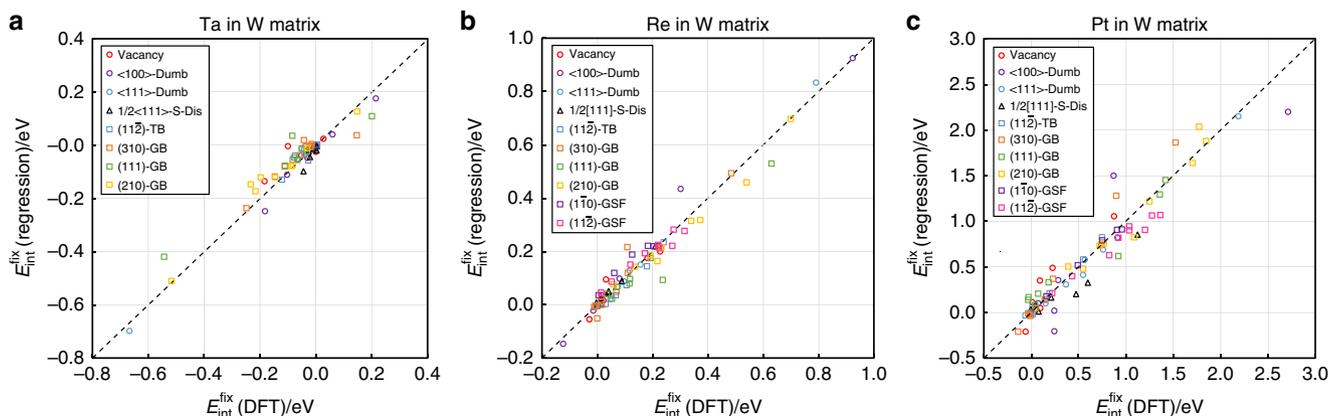 a
Ta in W matrix
0.4
0.2
−0.0
−0.2
−0.4
−0.6
−0.8
−0.8
−0.6
−0.4
−0.2
0.0
0.2
0.4
E_int^fix (regression)/eV
E_int^fix (DFT)/eV
Vacancy
<100>-Dumb
<111>-Dumb
1/2<111>-S-Dis
(112̄)-TB
(310)-GB
(111)-GB
(210)-GB
b
Re in W matrix
1.0
0.8
0.6
0.4
0.2
0.0
−0.2
−0.2
0.0
0.2
0.4
0.6
0.8
1.0
E_int^fix (regression)/eV
E_int^fix (DFT)/eV
Vacancy
<100>-Dumb
<111>-Dumb
1/2[111]-S-Dis
(112̄)-TB
(310)-GB
(111)-GB
(210)-GB
(11̄0)-GSF
(112̄)-GSF
c
Pt in W matrix
3.0
2.5
2.0
1.5
1.0
0.5
0.0
−0.5
−0.5
0.0
0.5
1.0
1.5
2.0
2.5
3.0
E_int^fix (regression)/eV
E_int^fix (DFT)/eV
Vacancy
<100>-Dumb
<111>-Dumb
1/2[111]-S-Dis
(112̄)-TB
(310)-GB
(111)-GB
(210)-GB
(11̄0)-GSF
(112̄)-GSF